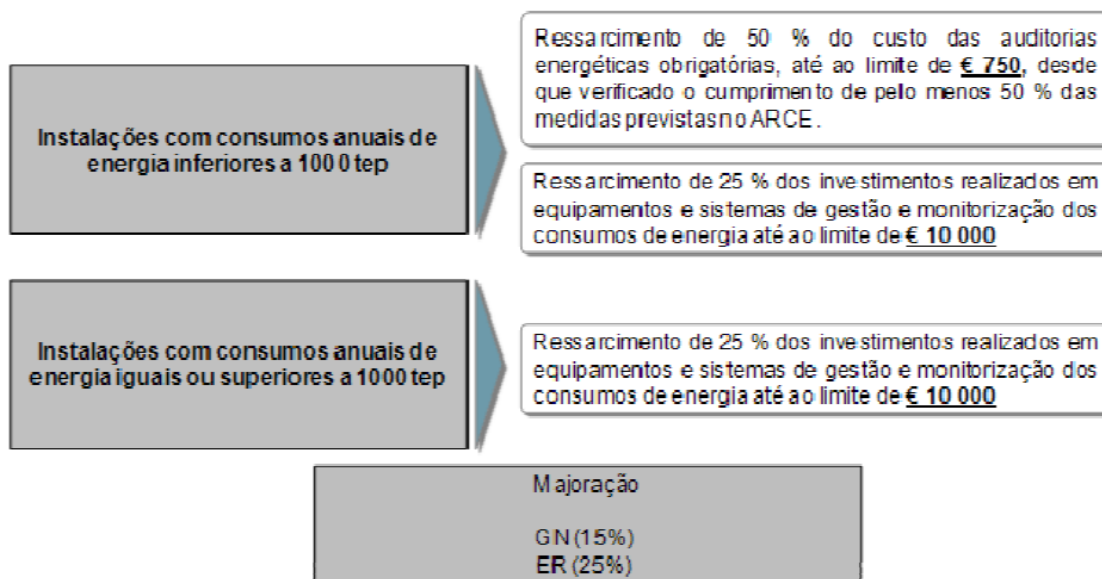 Instalações com consumos anuais de
energia inferiores a 1000 tep
Ressarcimento de 50 % do custo das auditorias
energéticas obrigatórias, até ao limite de € 750, desde
que verificado o cumprimento de pelo menos 50 % das
medidas previstas no ARCE.
Ressarcimento de 25 % dos investimentos realizados em
equipamentos e sistemas de gestão e monitorização dos
consumos de energia até ao limite de € 10 000
Instalações com consumos anuais de
energia iguais ou superiores a 1000 tep
Ressarcimento de 25 % dos investimentos realizados em
equipamentos e sistemas de gestão e monitorização dos
consumos de energia até ao limite de € 10 000
Majoração
GN (15%)
ER (25%)